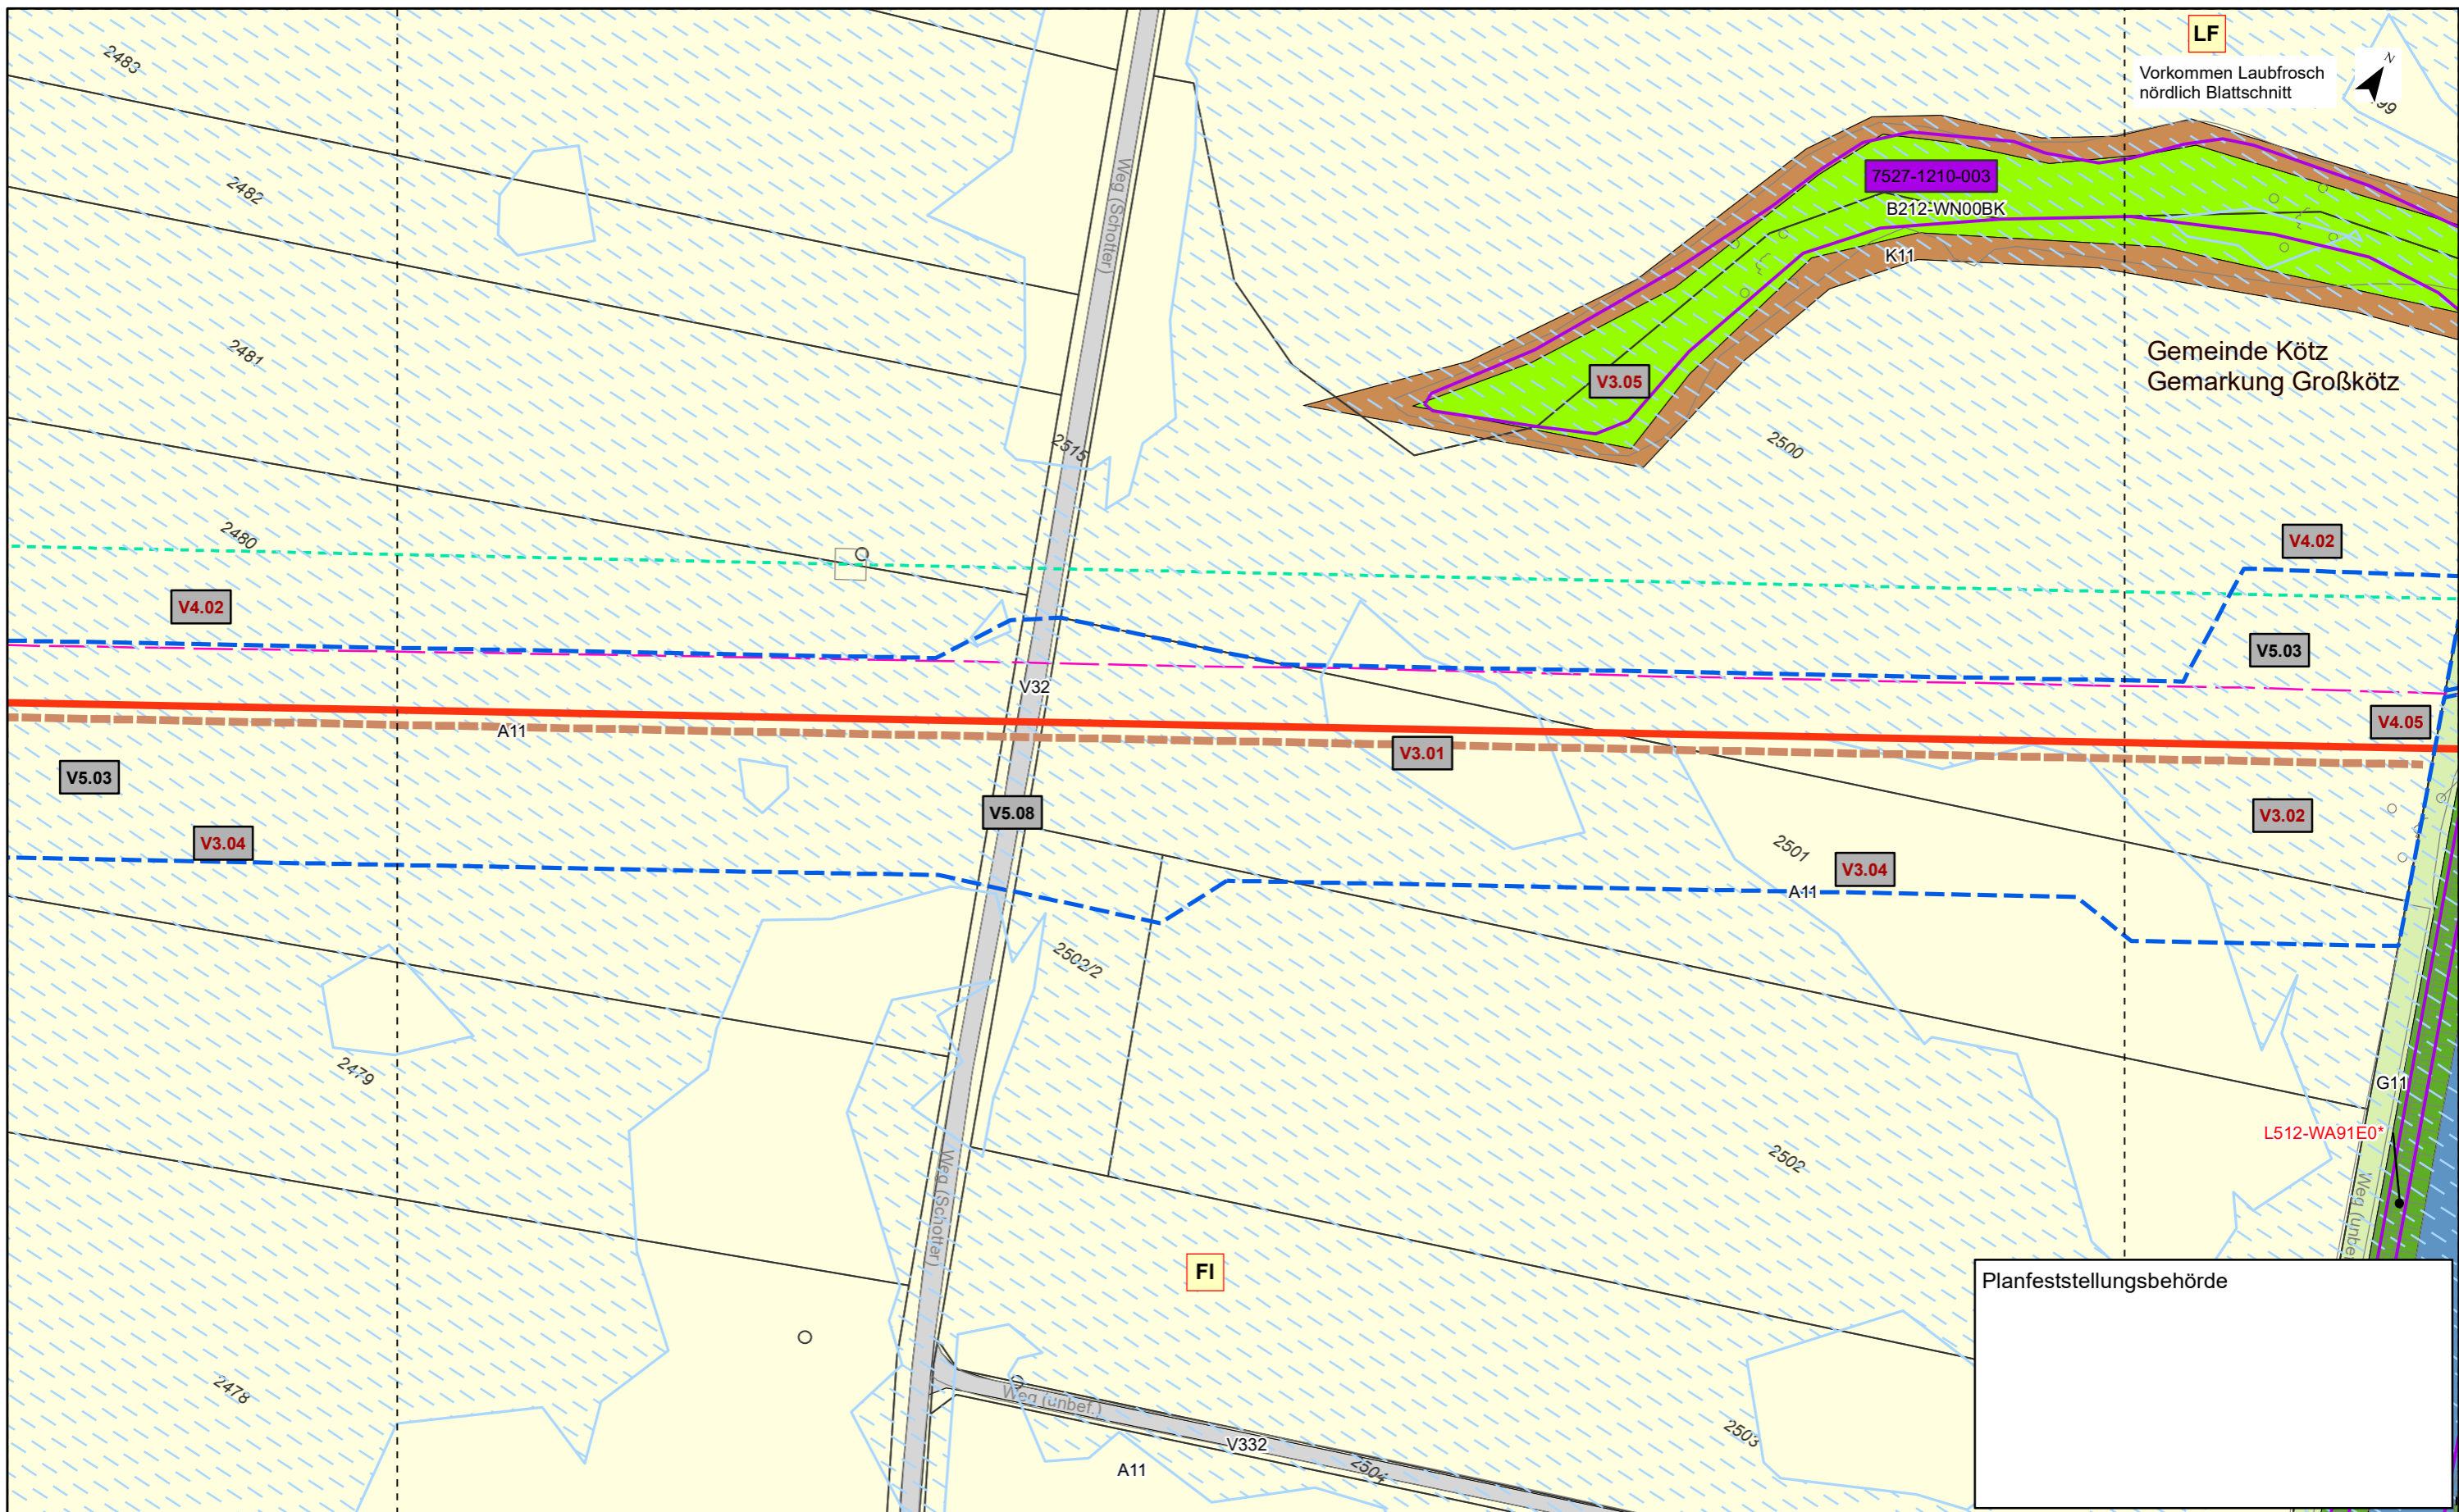 LF
2483
Vorkommen Laubfrosch
nördlich Blattschnitt
N
99
2482
Weg (Schotter)
7527-1210-003
B212-WN00BK
K11
2481
Gemeinde Kötz
Gemarkung Großkötz
V3.05
2515
2500
2480
V4.02
V4.02
V5.03
V32
V4.05
A11
V3.01
V5.03
V5.08
V3.02
V3.04
2501
V3.04
A11
2502/2
2479
G11
L512-WA91E0*
2502
Weg (Schotter)
Weg (unbe
FI
Planfeststellungsbehörde
2478
Weg (unbef.)
2503
V332
2504
A11